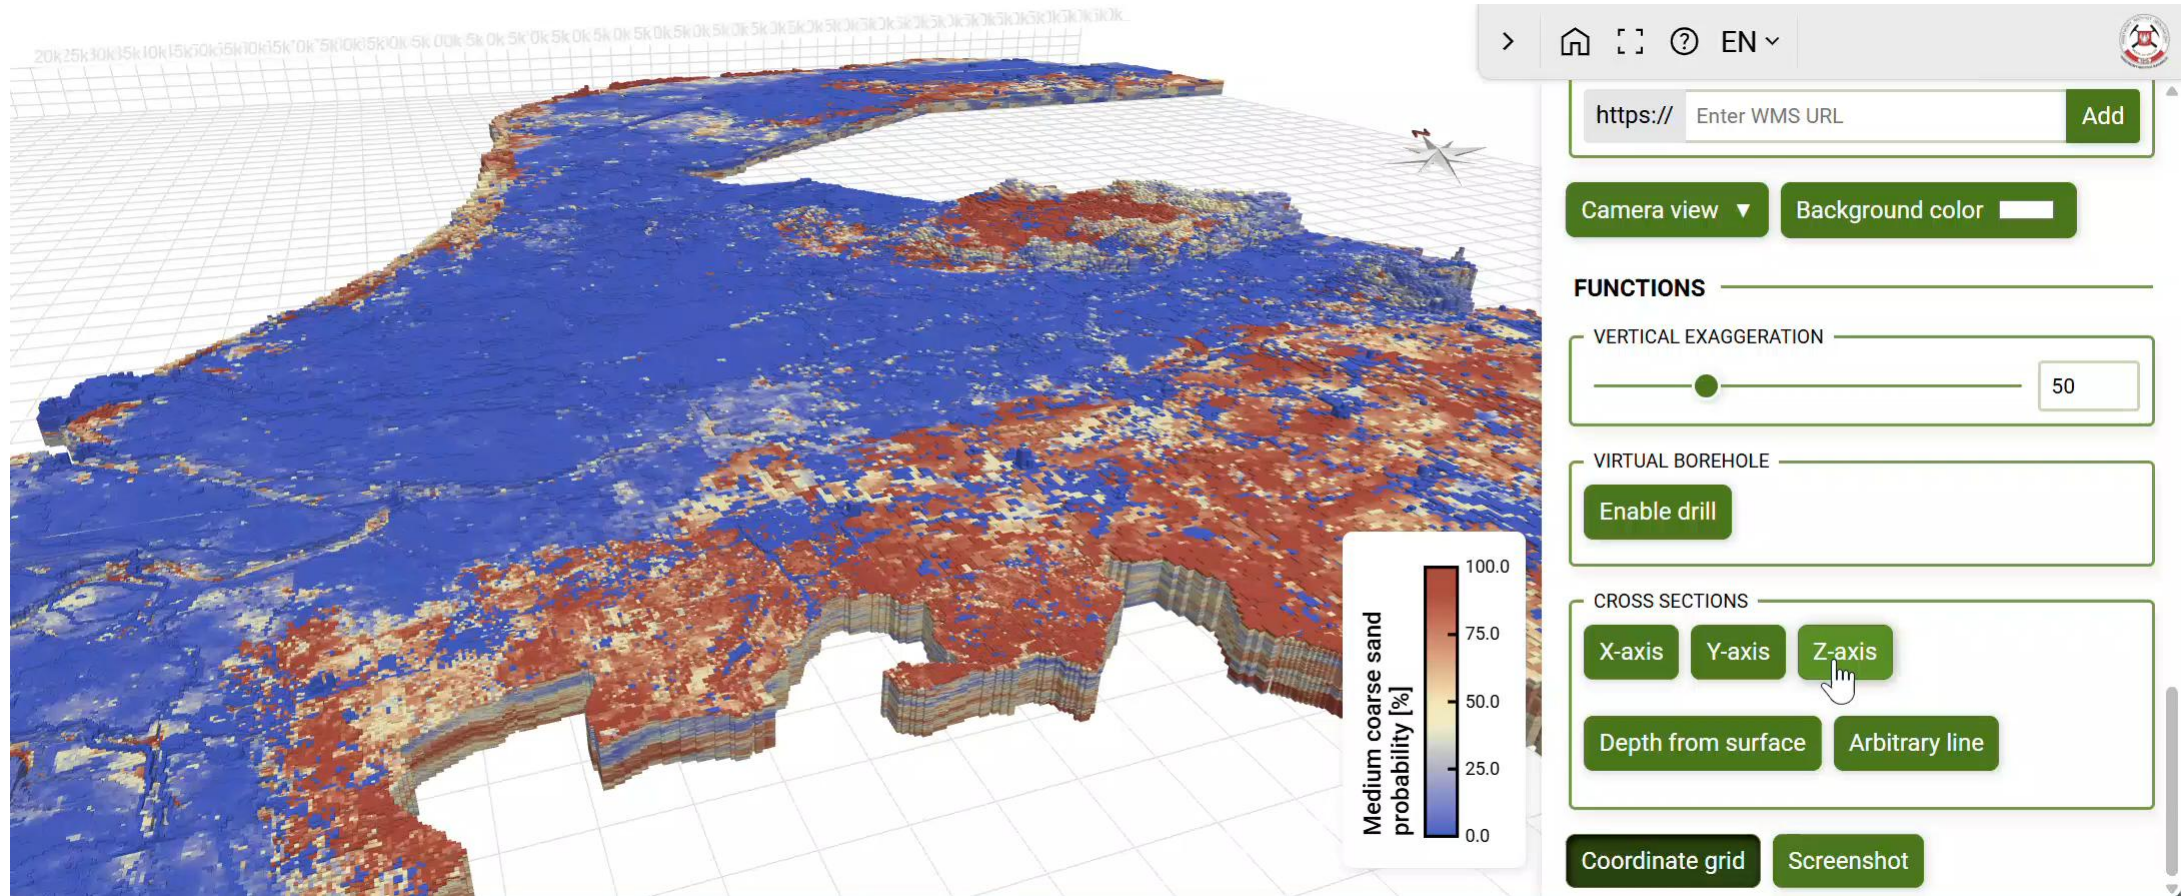 EN
https://
Enter WMS URL
Add
Camera view ▼
Background color
FUNCTIONS
VERTICAL EXAGGERATION
50
VIRTUAL BOREHOLE
Enable drill
CROSS SECTIONS
X-axis
Y-axis
Z-axis
Depth from surface
Arbitrary line
Coordinate grid
Screenshot
N
Medium coarse sand
probability [%]
100.0
75.0
50.0
25.0
0.0